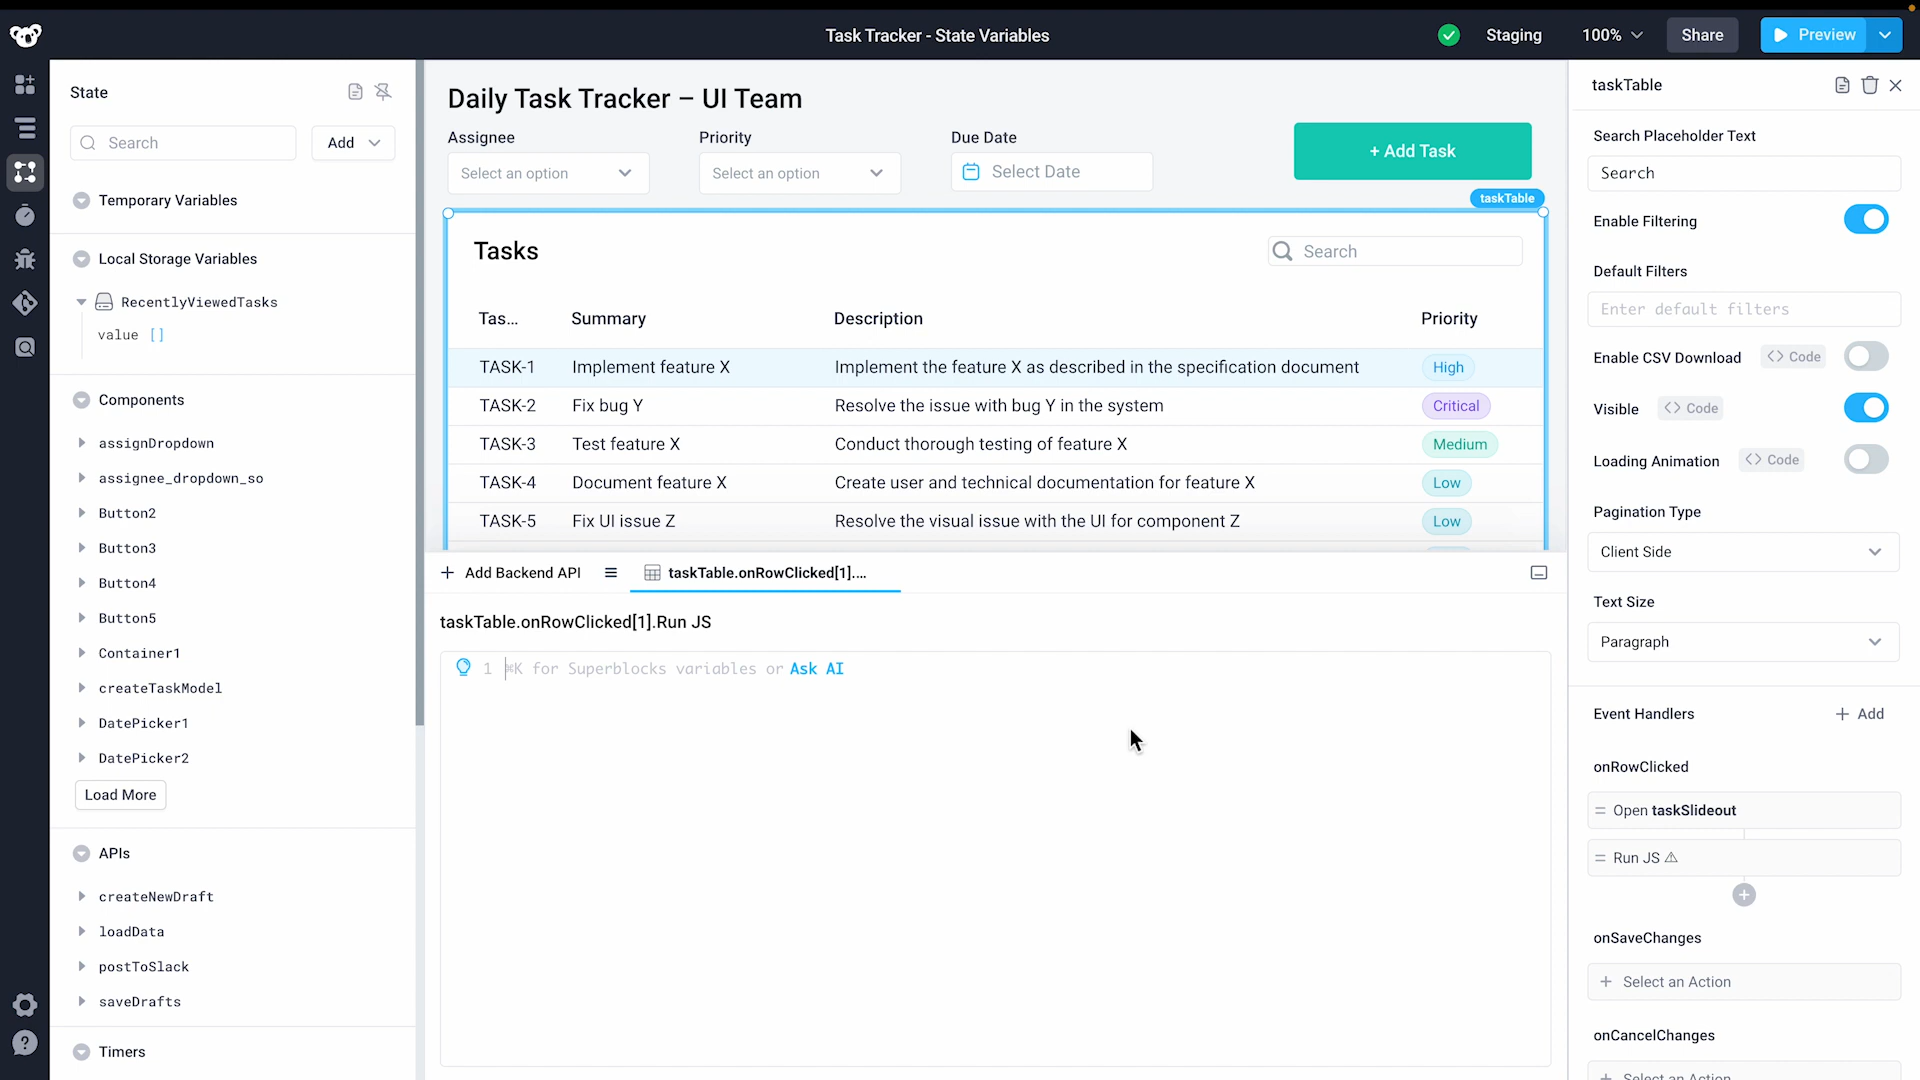 Task Tracker - State Variables
Staging
100%
Share
Preview
State
Search
Add
Temporary Variables
Local Storage Variables
RecentlyViewedTasks
value []
Components
assignDropdown
assignee_dropdown_so
Button2
Button3
Button4
Button5
Container1
createTaskModel
DatePicker1
DatePicker2
Load More
APIs
createNewDraft
loadData
postToSlack
saveDrafts
Timers
Daily Task Tracker – UI Team
Assignee
Priority
Due Date
Select an option
Select an option
Select Date
+ Add Task
taskTable
Tasks
Search
Tas... Summary Description Priority
TASK-1 Implement feature X Implement the feature X as described in the specification document High
TASK-2 Fix bug Y Resolve the issue with bug Y in the system Critical
TASK-3 Test feature X Conduct thorough testing of feature X Medium
TASK-4 Document feature X Create user and technical documentation for feature X Low
TASK-5 Fix UI issue Z Resolve the visual issue with the UI for component Z Low
+ Add Backend API
taskTable.onRowClicked[1]....
taskTable.onRowClicked[1].Run JS
1 ⌘K for Superblocks variables or Ask AI
taskTable
Search Placeholder Text
Search
Enable Filtering
Default Filters
Enter default filters
Enable CSV Download <> Code
Visible <> Code
Loading Animation <> Code
Pagination Type
Client Side
Text Size
Paragraph
Event Handlers
+ Add
onRowClicked
Open taskSlideout
Run JS
onSaveChanges
+ Select an Action
onCancelChanges
+ Select an Action